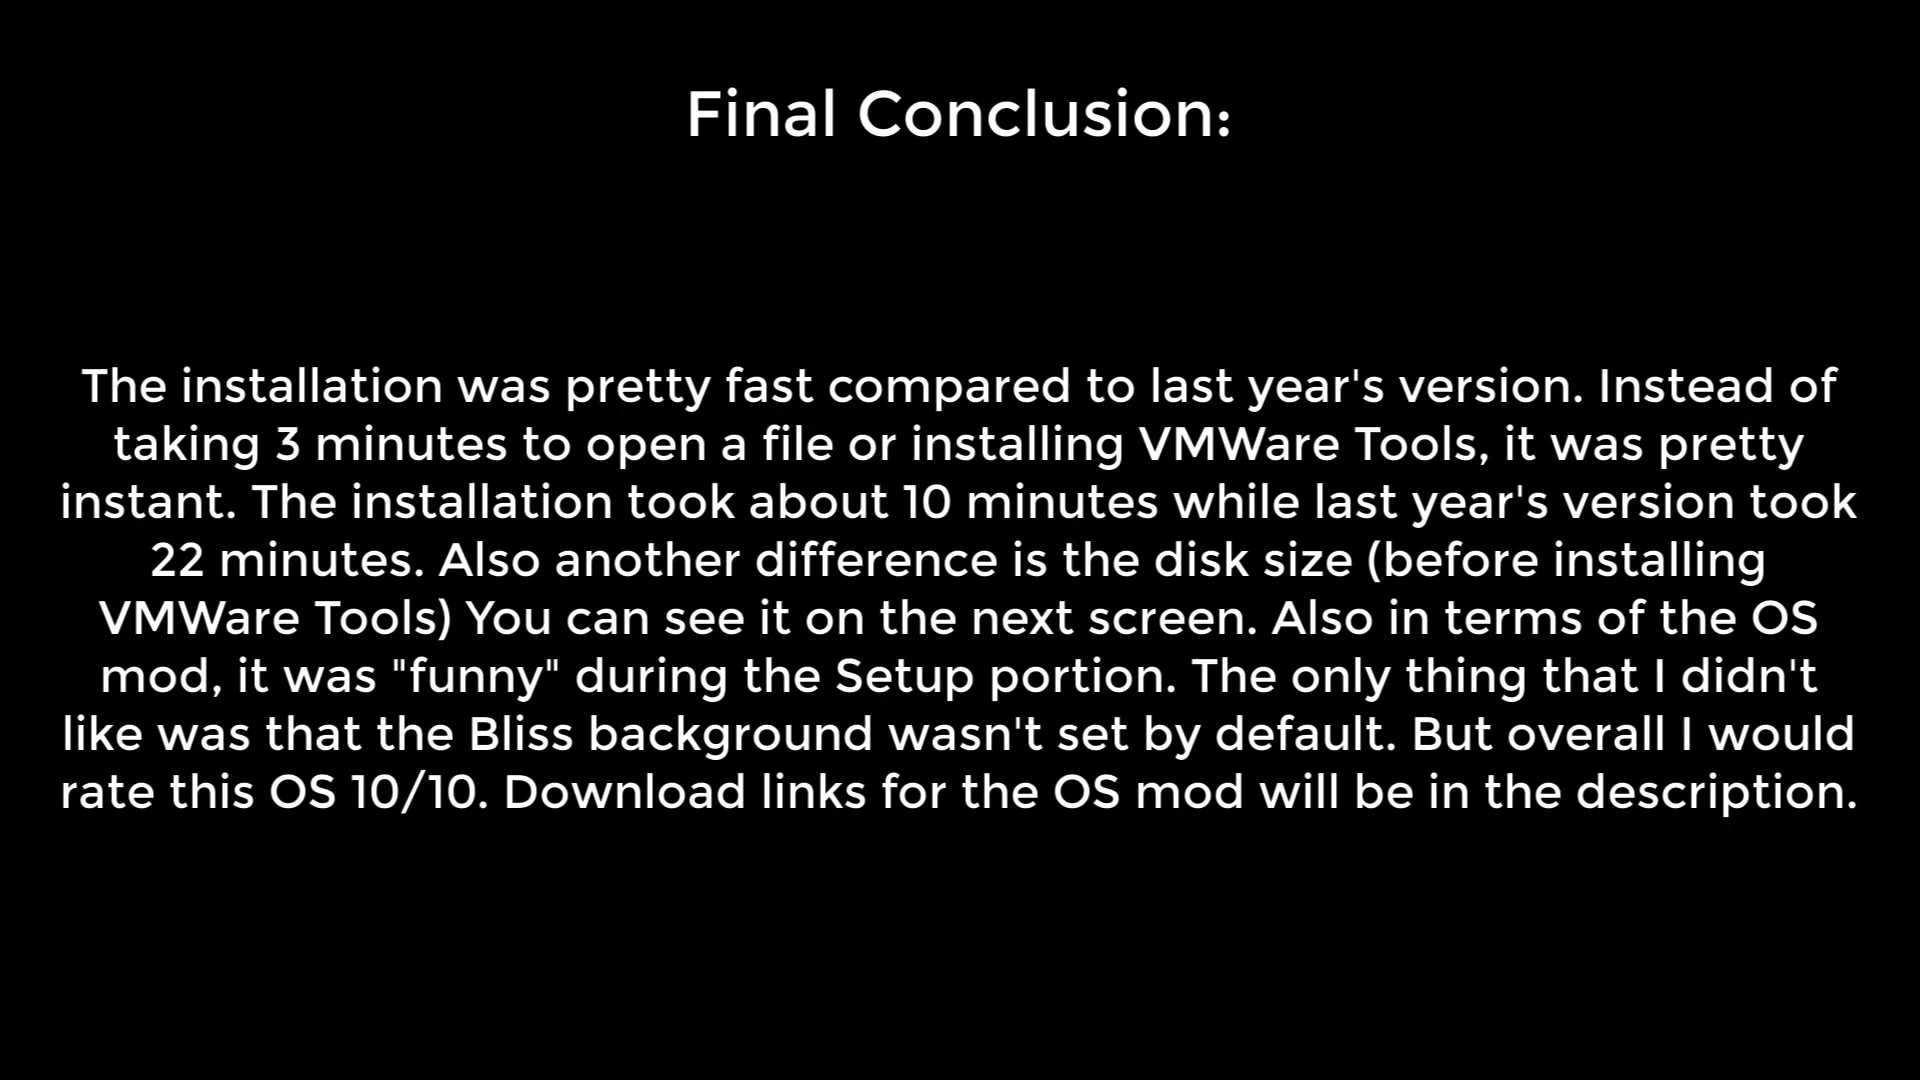 Final Conclusion:
The installation was pretty fast compared to last year's version. Instead of
taking 3 minutes to open a file or installing VMWare Tools, it was pretty
instant. The installation took about 10 minutes while last year's version took
22 minutes. Also another difference is the disk size (before installing
VMWare Tools) You can see it on the next screen. Also in terms of the OS
mod, it was "funny" during the Setup portion. The only thing that I didn't
like was that the Bliss background wasn't set by default. But overall I would
rate this OS 10/10. Download links for the OS mod will be in the description.